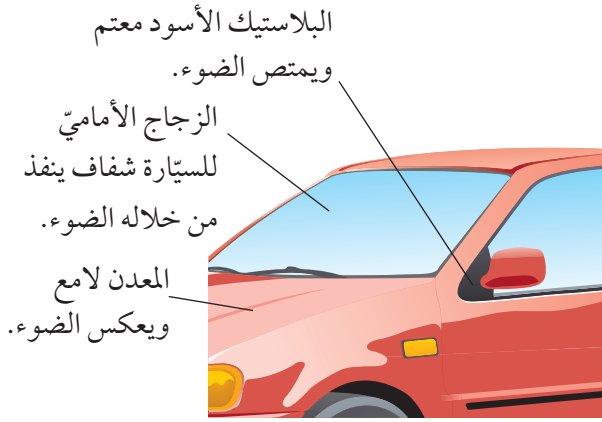 البلاستيك الأسود معتم
ويمتص الضوء.
الزجاج الأماميّ
للسيّارة شفاف ينفذ
من خلاله الضوء.
المعدن لامع
ويعكس الضوء.